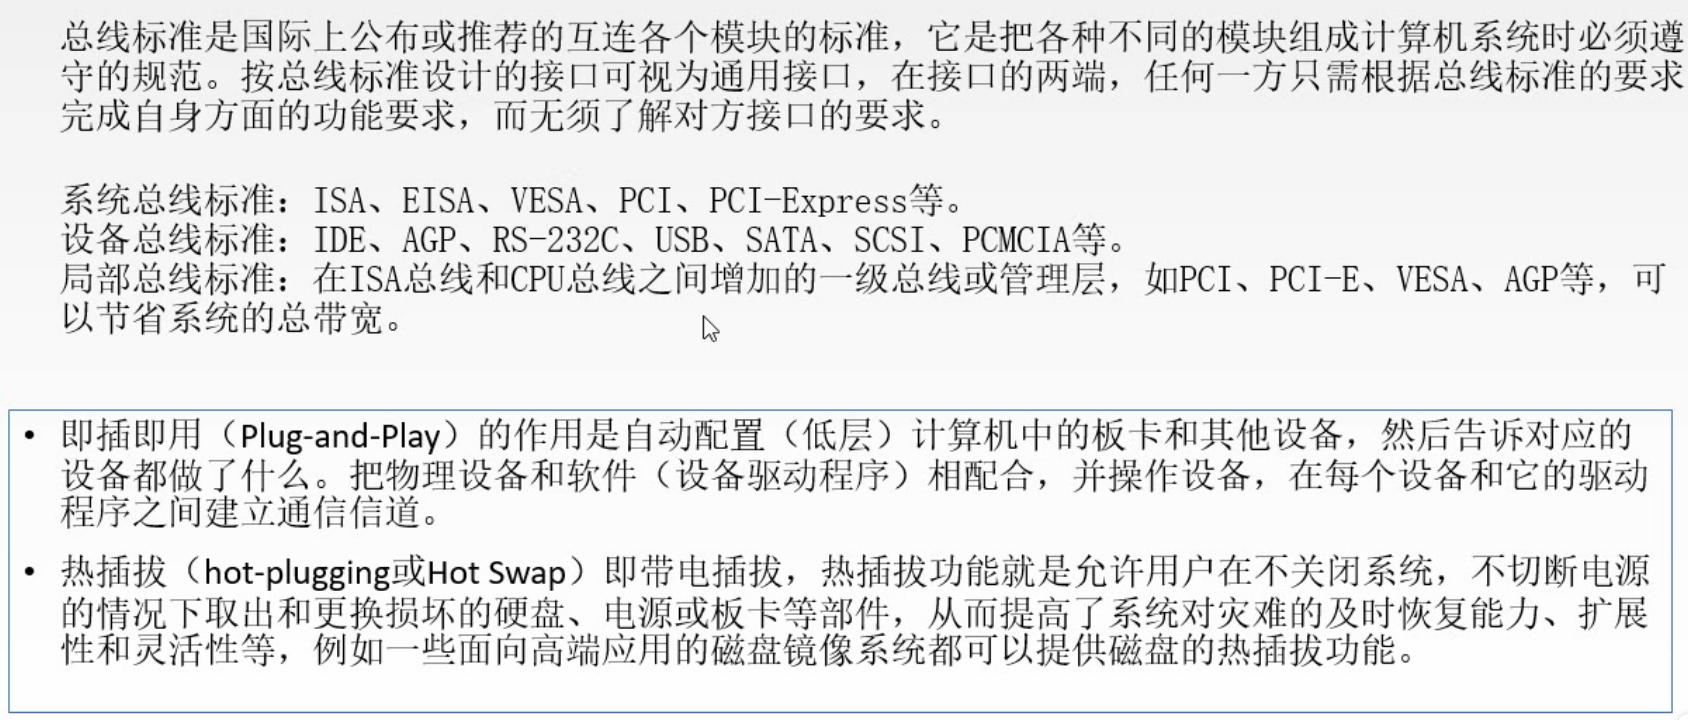 总线标准是国际上公布或推荐的互连各个模块的标准，它是把各种不同的模块组成计算机系统时必须遵
守的规范。按总线标准设计的接口可视为通用接口，在接口的两端，任何一方只需根据总线标准的要求
完成自身方面的功能要求，而无须了解对方接口的要求。
系统总线标准：ISA、EISA、VESA、PCI、PCI-Express等。
设备总线标准：IDE、AGP、RS-232C、USB、SATA、SCSI、PCMCIA等。
局部总线标准：在ISA总线和CPU总线之间增加的一级总线或管理层，如PCI、PCI-E、VESA、AGP等，可
以节省系统的总带宽。
• 即插即用（Plug-and-Play）的作用是自动配置（低层）计算机中的板卡和其他设备，然后告诉对应的
设备都做了什么。把物理设备和软件（设备驱动程序）相配合，并操作设备，在每个设备和它的驱动
程序之间建立通信信道。
• 热插拔（hot-plugging或Hot Swap）即带电插拔，热插拔功能就是允许用户在不关闭系统，不切断电源
的情况下取出和更换损坏的硬盘、电源或板卡等部件，从而提高了系统对灾难的及时恢复能力、扩展
性和灵活性等，例如一些面向高端应用的磁盘镜像系统都可以提供磁盘的热插拔功能。